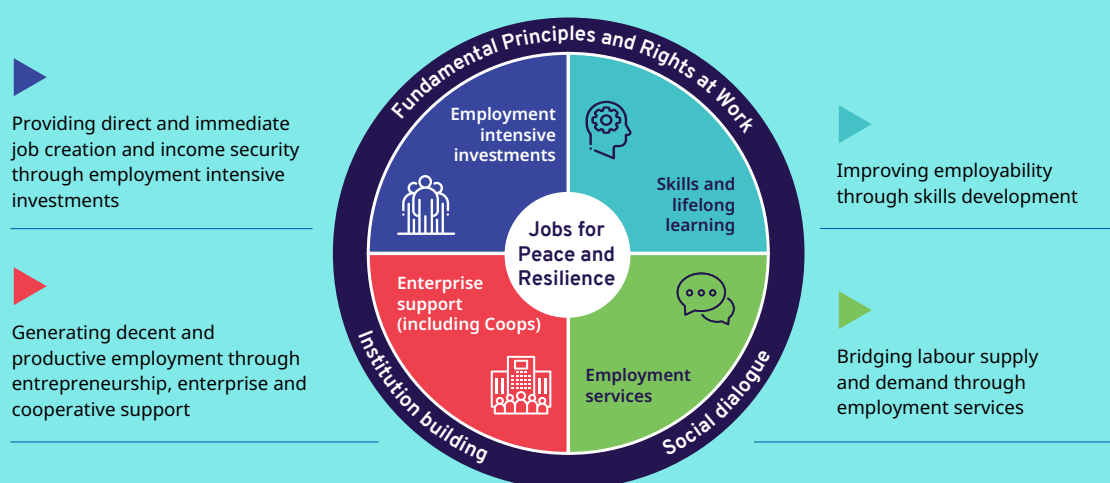 Fundamental Principles and Rights at Work
Providing direct and immediate
job creation and income security
through employment intensive
investments
Employment
intensive
investments
Skills and
lifelong
learning
Improving employability
through skills development
Jobs for
Peace and
Resilience
Generating decent and
productive employment through
entrepreneurship, enterprise and
cooperative support
Enterprise
support
(including Coops)
Employment
services
Bridging labour supply
and demand through
employment services
Institution building
Social dialogue